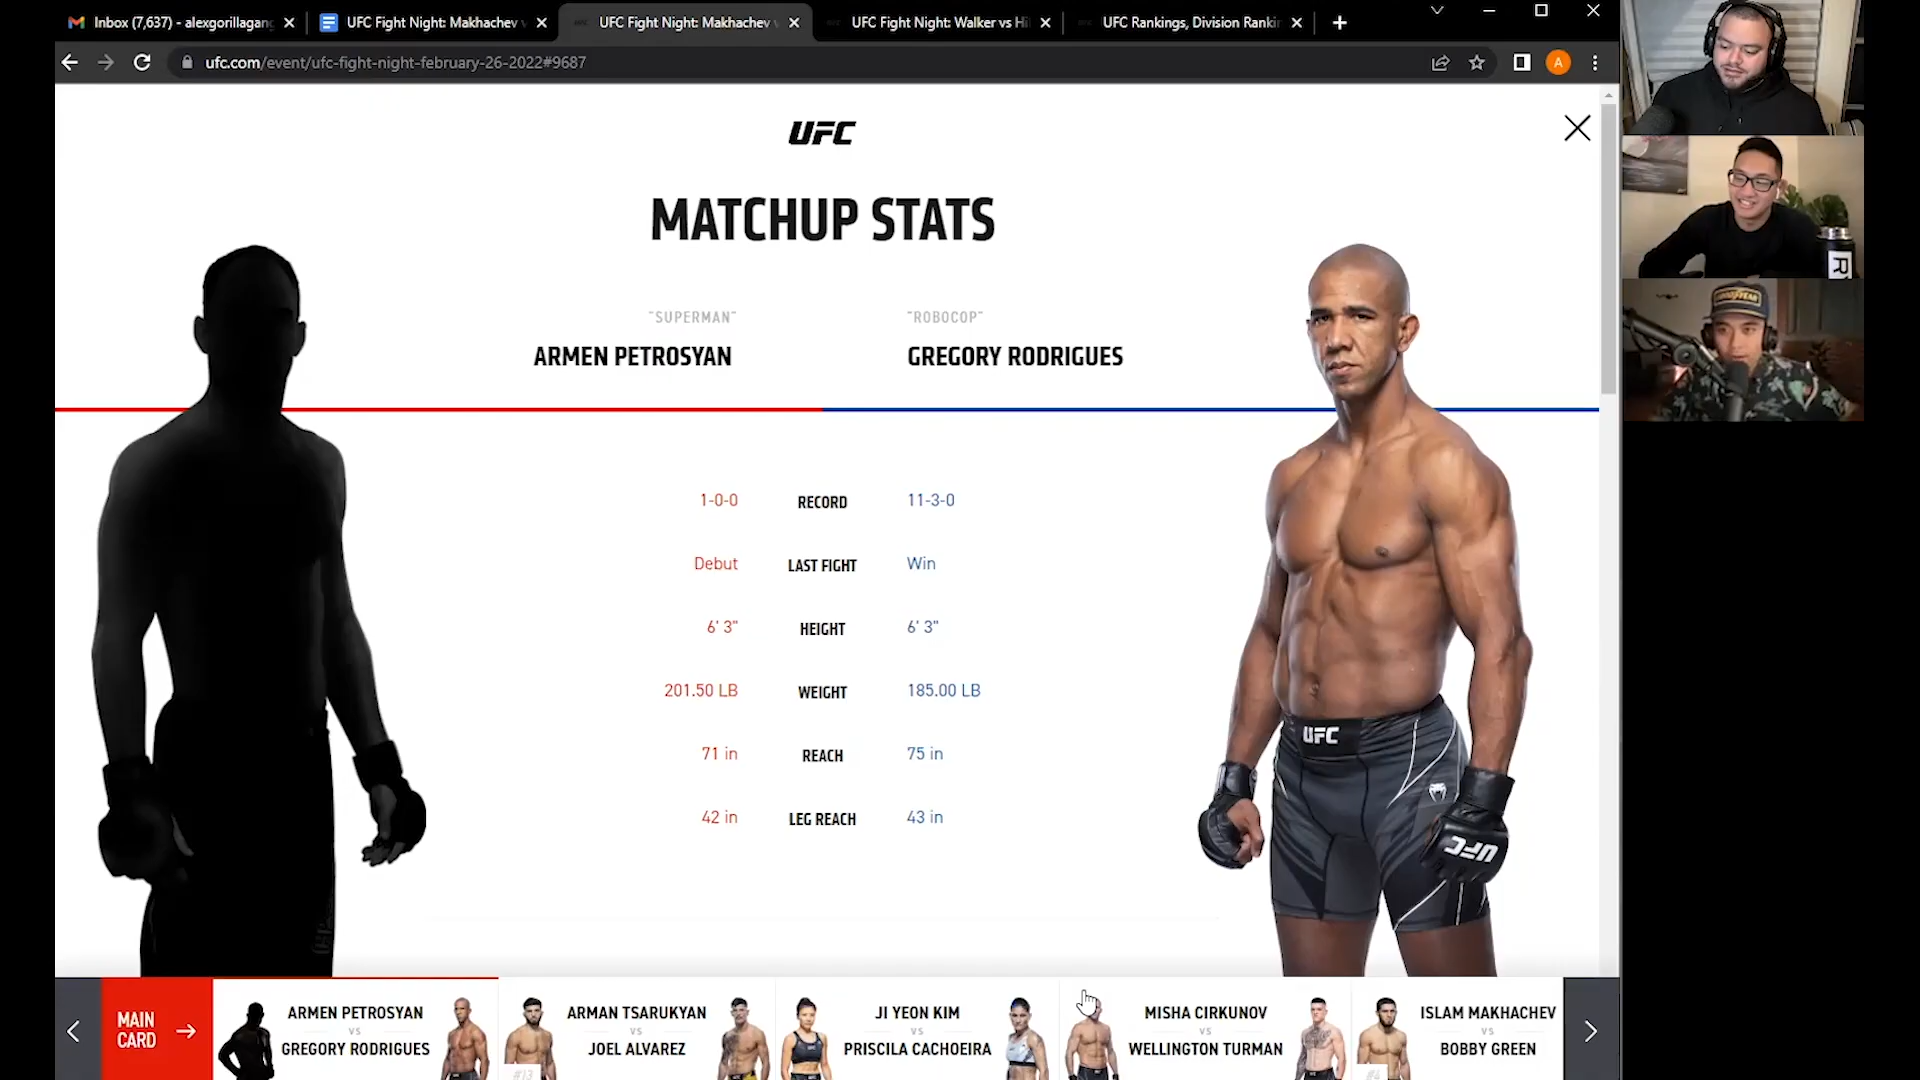 Inbox (7,637) - alexgorillagan
UFC Fight Night: Makhachev v
UFC Fight Night: Makhachev v
UFC Fight Night: Walker vs Hi
UFC Rankings, Division Rankin
ufc.com/event/ufc-fight-night-february-26-2022#9687
A
UFC
MATCHUP STATS
"SUPERMAN"
"ROBOCOP"
ARMEN PETROSYAN
GREGORY RODRIGUES
1-0-0 RECORD 11-3-0
Debut LAST FIGHT Win
6' 3" HEIGHT 6' 3"
201.50 LB WEIGHT 185.00 LB
71 in REACH 75 in
42 in LEG REACH 43 in
UFC
UFC
MAIN
CARD
ARMEN PETROSYAN
VS
GREGORY RODRIGUES
ARMAN TSARUKYAN
VS
JOEL ALVAREZ
#13
JI YEON KIM
VS
PRISCILA CACHOEIRA
MISHA CIRKUNOV
VS
WELLINGTON TURMAN
ISLAM MAKHACHEV
VS
BOBBY GREEN
#4